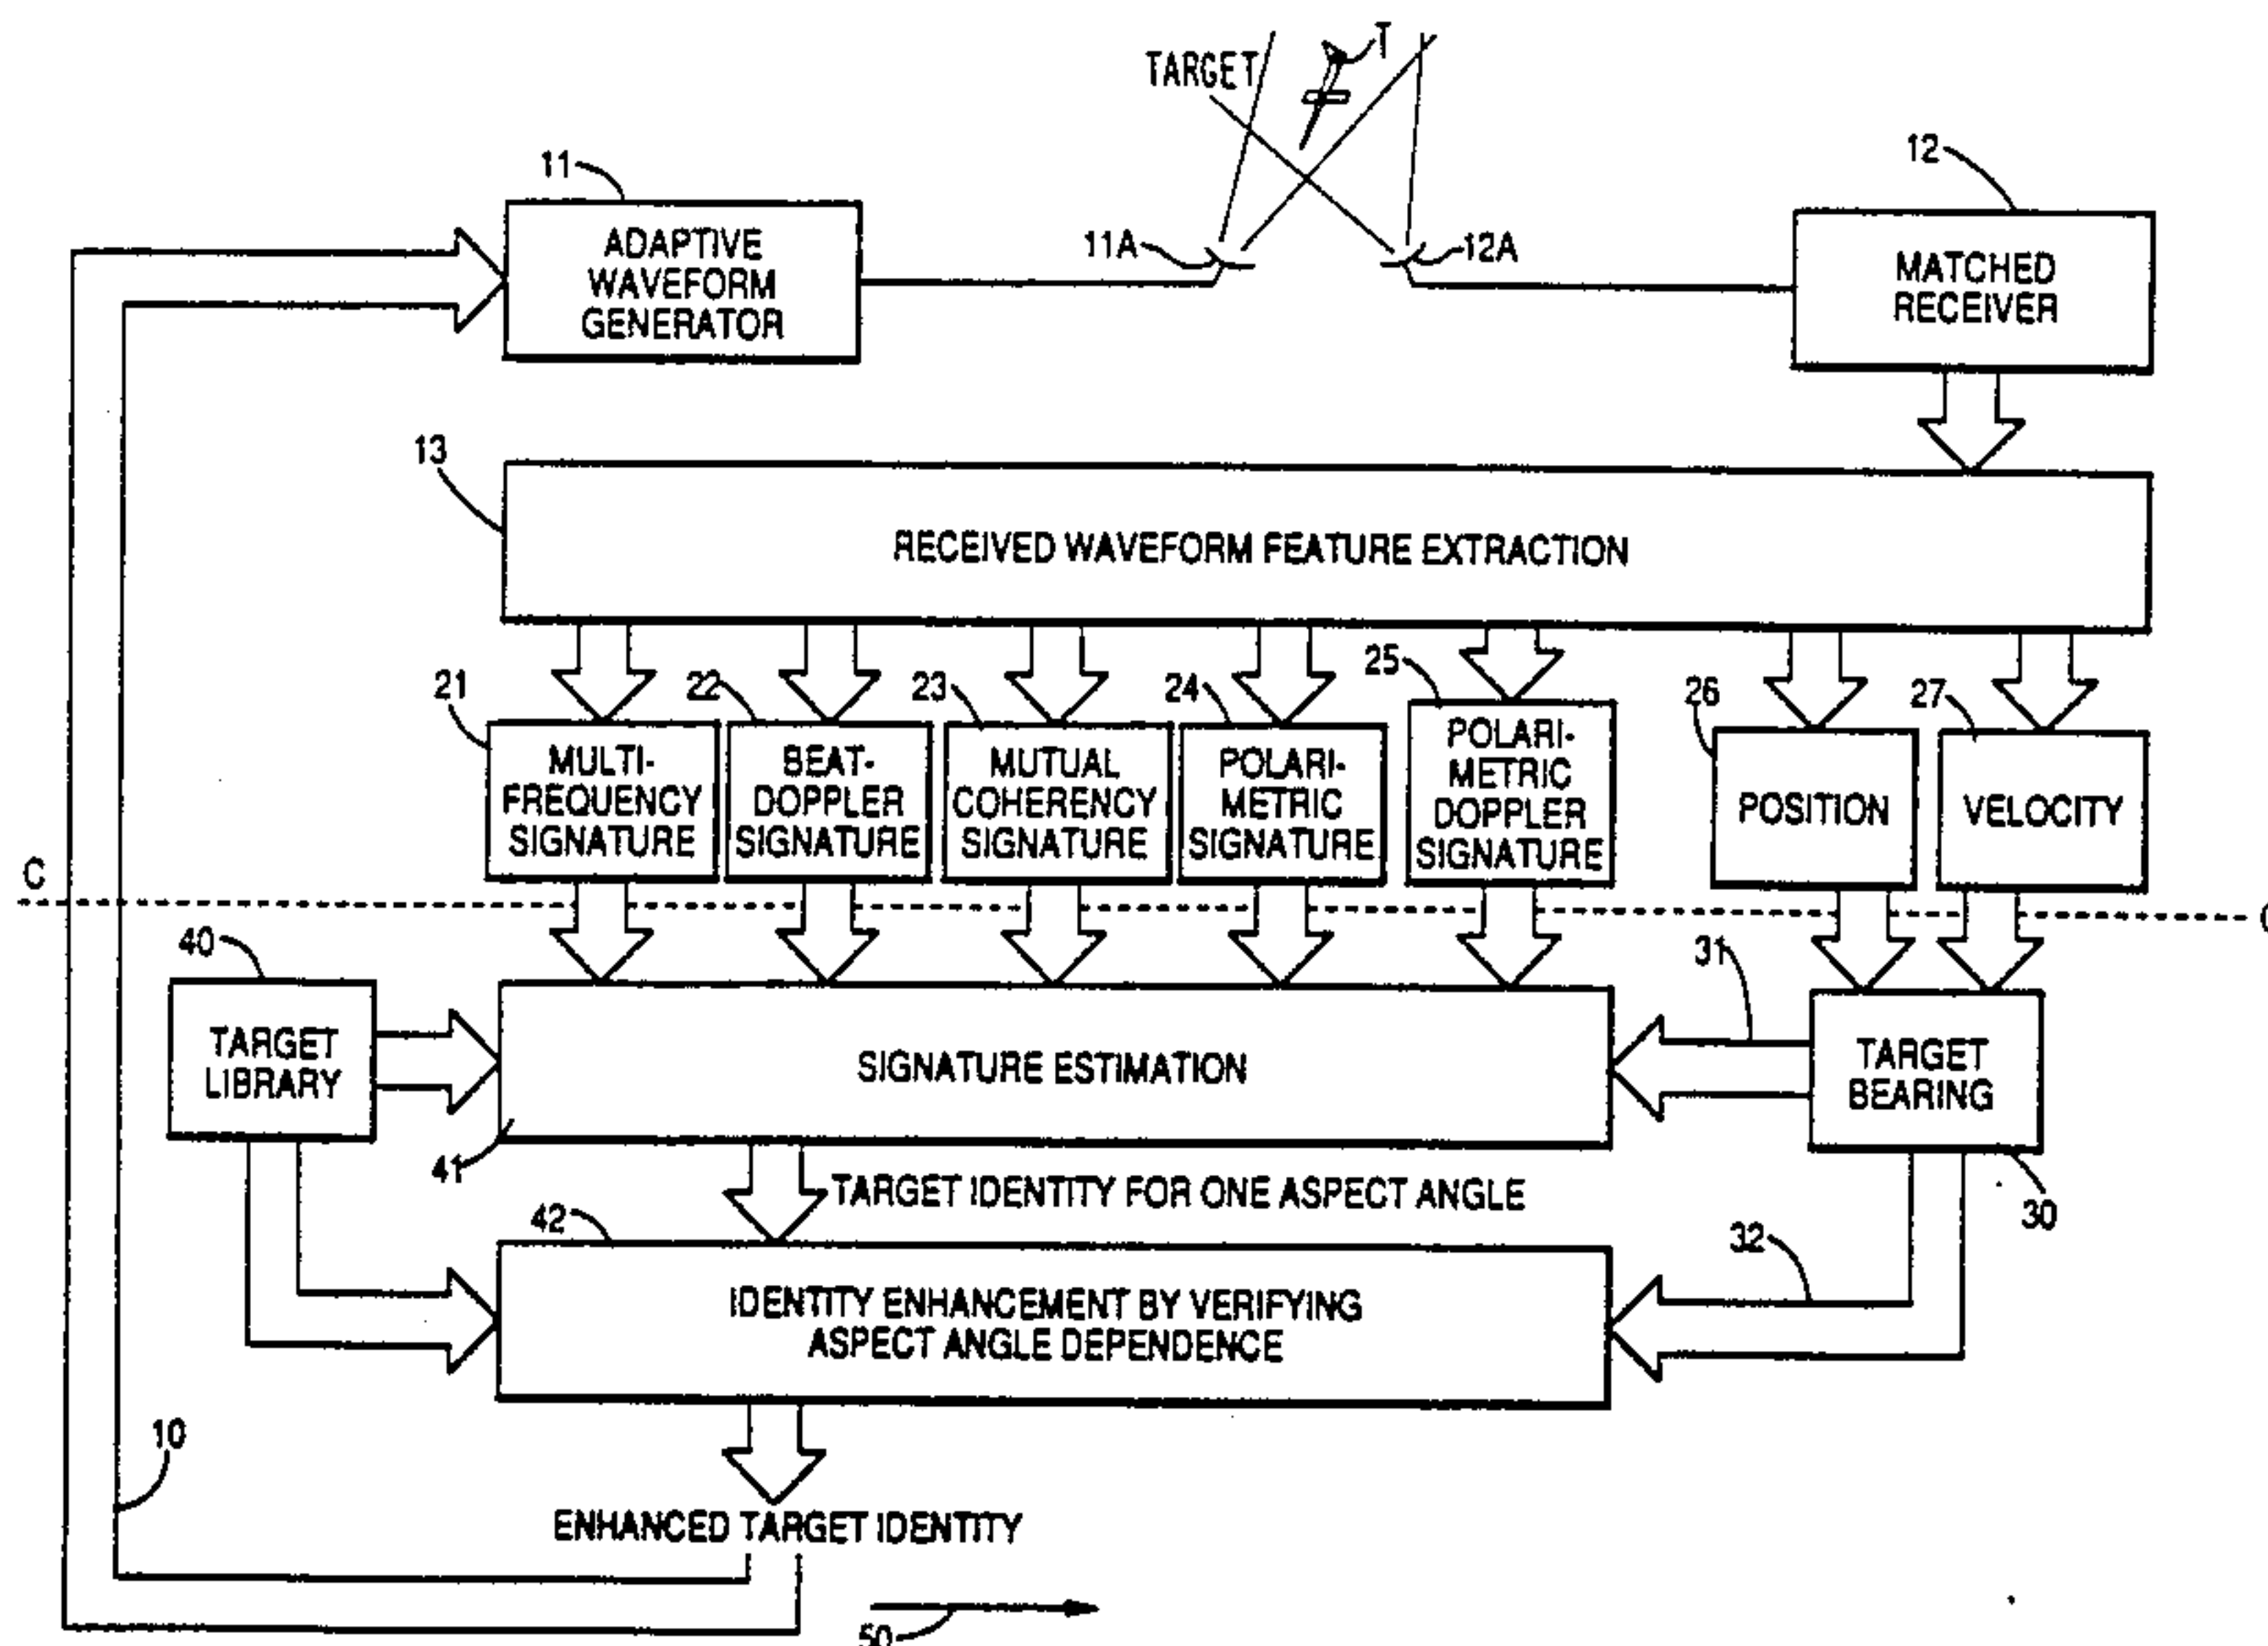 TARGET
T
11
12
ADAPTIVE
WAVEFORM
GENERATOR
11A
12A
MATCHED
RECEIVER
13
RECEIVED WAVEFORM FEATURE EXTRACTION
21
22
23
24
25
26
27
MULTI-
FREQUENCY
SIGNATURE
BEAT-
DOPPLER
SIGNATURE
MUTUAL
COHERENCY
SIGNATURE
POLARI-
METRIC
SIGNATURE
POLARI-
METRIC
DOPPLER
SIGNATURE
POSITION
VELOCITY
C
40
31
TARGET
LIBRARY
SIGNATURE ESTIMATION
TARGET
BEARING
41
TARGET IDENTITY FOR ONE ASPECT ANGLE
30
42
32
IDENTITY ENHANCEMENT BY VERIFYING
ASPECT ANGLE DEPENDENCE
10
ENHANCED TARGET IDENTITY
50